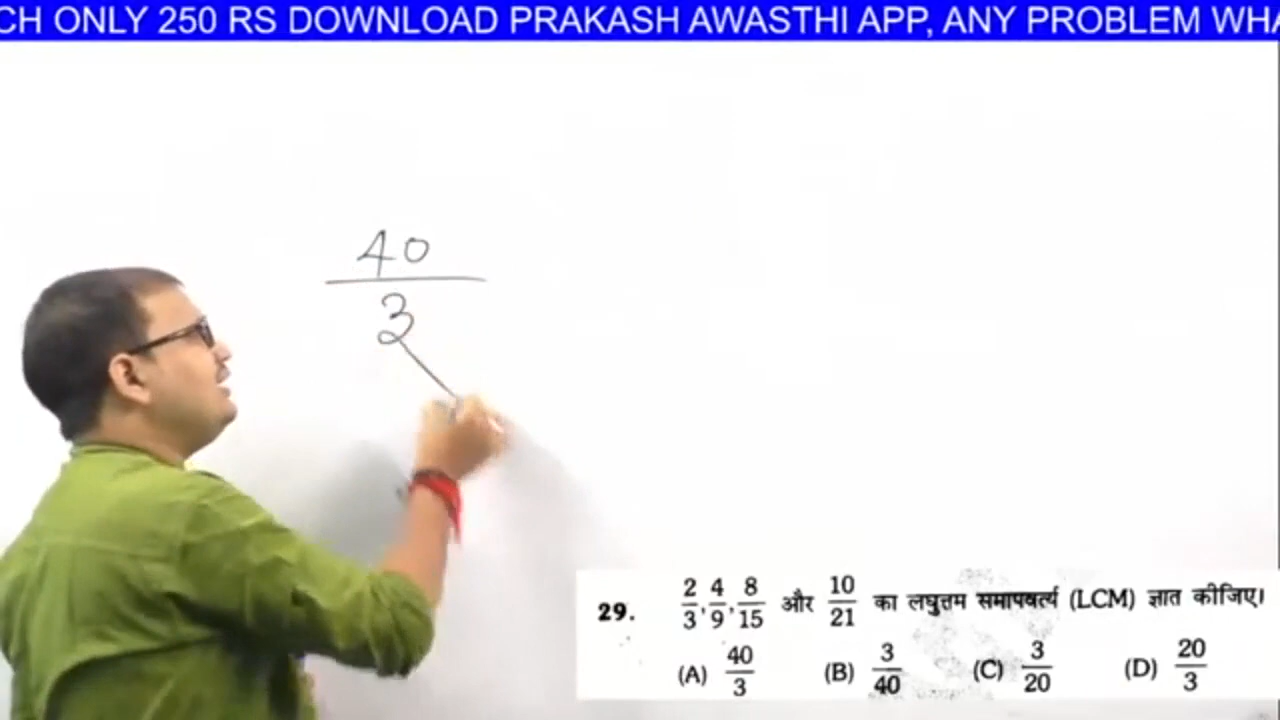 CH ONLY 250 RS DOWNLOAD PRAKASH AWASTHI APP, ANY PROBLEM WHA
40
3
29. 2/3, 4/9, 8/15 और 10/21 का लघुत्तम समापवर्त्य (LCM) ज्ञात कीजिए।
(A) 40/3 (B) 3/40 (C) 3/20 (D) 20/3